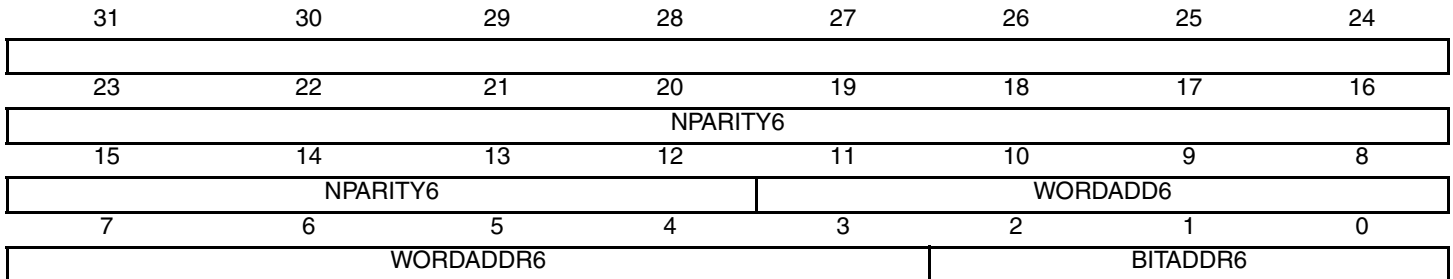 31 30 29 28 27 26 25 24
23 22 21 20 19 18 17 16
NPARITY6
15 14 13 12 11 10 9 8
NPARITY6 WORDADD6
7 6 5 4 3 2 1 0
WORDADDR6 BITADDR6